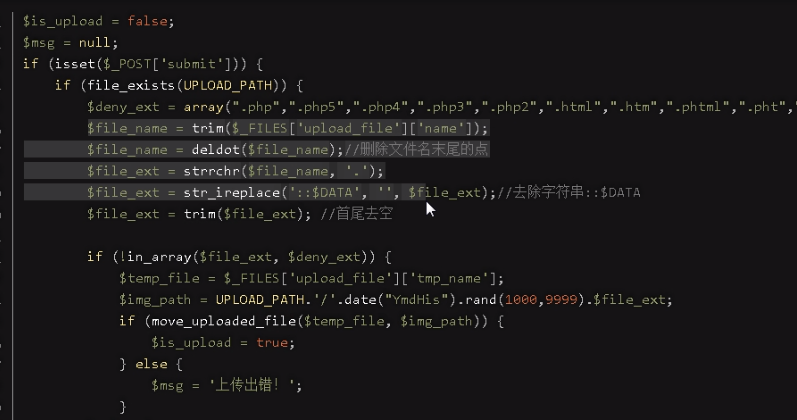 $is_upload = false;
$msg = null;
if (isset($_POST['submit'])) {
if (file_exists(UPLOAD_PATH)) {
$deny_ext = array(".php",".php5",".php4",".php3",".php2",".html",".htm",".phtml",".pht","
$file_name = trim($_FILES['upload_file']['name']);
$file_name = deldot($file_name);//删除文件名末尾的点
$file_ext = strrchr($file_name, '.');
$file_ext = str_ireplace('::$DATA', '', $file_ext);//去除字符串::$DATA
$file_ext = trim($file_ext); //首尾去空
if (!in_array($file_ext, $deny_ext)) {
$temp_file = $_FILES['upload_file']['tmp_name'];
$img_path = UPLOAD_PATH.'/'.date("YmdHis").rand(1000,9999).$file_ext;
if (move_uploaded_file($temp_file, $img_path)) {
$is_upload = true;
} else {
$msg = '上传出错！';
}